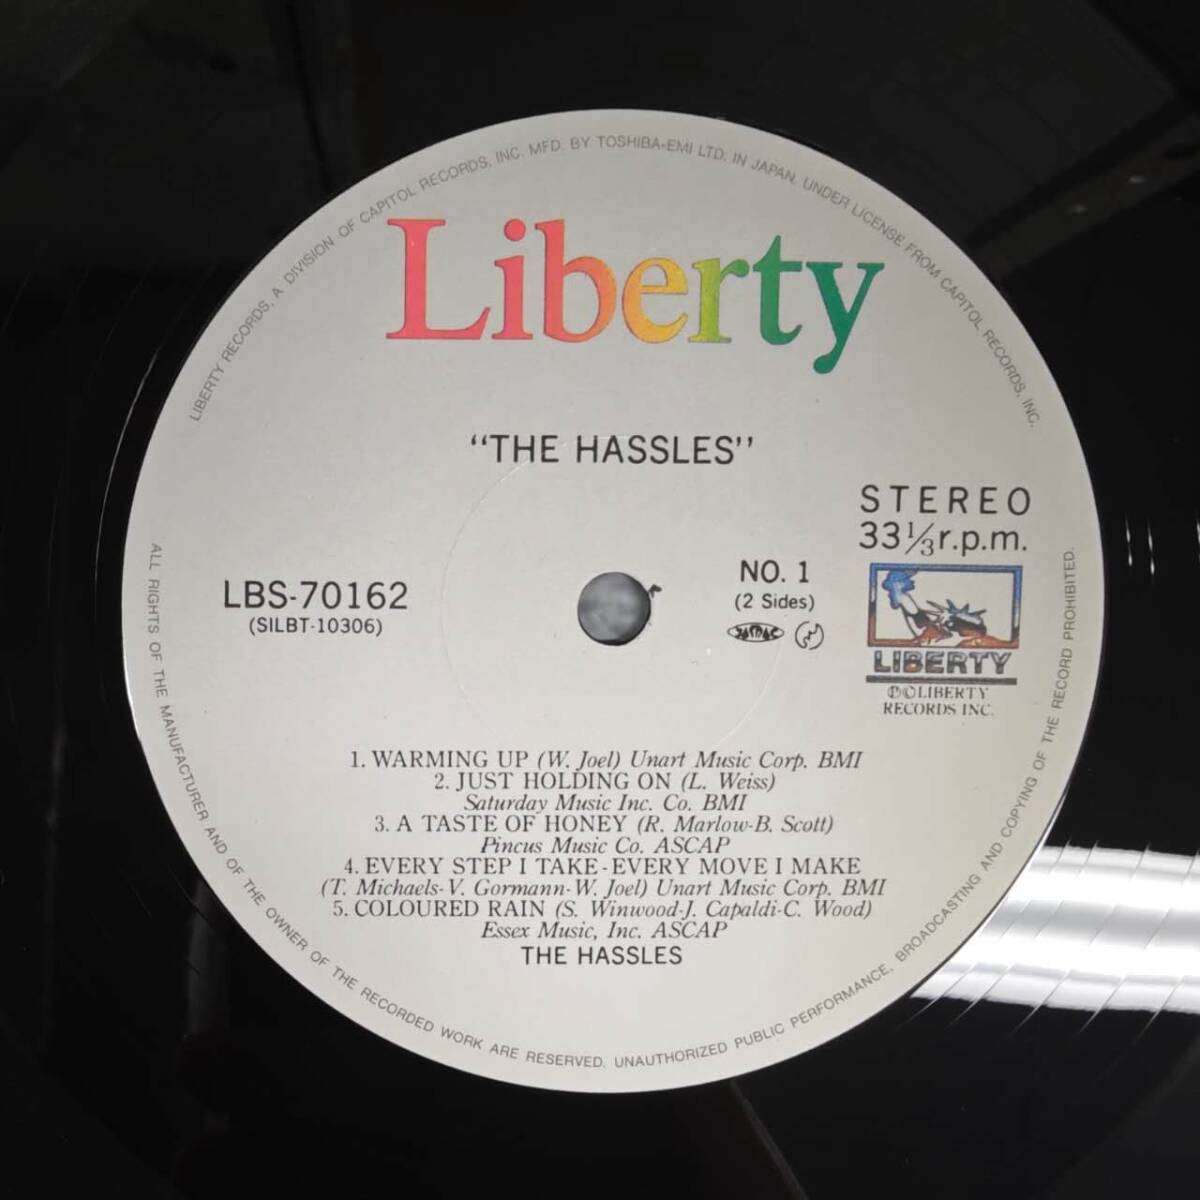 LIBERTY RECORDS, A DIVISION OF CAPITOL RECORDS, INC. MFD. BY TOSHIBA-EMI LTD. IN JAPAN. UNDER LICENSE FROM CAPITOL RECORDS, INC.
Liberty
"THE HASSLES"
STEREO
33⅓r.p.m.
LBS-70162
(SILBT-10306)
NO. 1
(2 Sides)
JASRAC
LIBERTY
ⓅⒸLIBERTY
RECORDS INC.
1. WARMING UP (W. Joel) Unart Music Corp. BMI
2. JUST HOLDING ON (L. Weiss)
Saturday Music Inc. Co. BMI
3. A TASTE OF HONEY (R. Marlow-B. Scott)
Pincus Music Co. ASCAP
4. EVERY STEP I TAKE-EVERY MOVE I MAKE
(T. Michaels-V. Gormann-W. Joel) Unart Music Corp. BMI
5. COLOURED RAIN (S. Winwood-J. Capaldi-C. Wood)
Essex Music, Inc. ASCAP
THE HASSLES
ALL RIGHTS OF THE MANUFACTURER AND OF THE OWNER OF THE RECORDED WORK ARE RESERVED. UNAUTHORIZED PUBLIC PERFORMANCE, BROADCASTING AND COPYING OF THE RECORD PROHIBITED.